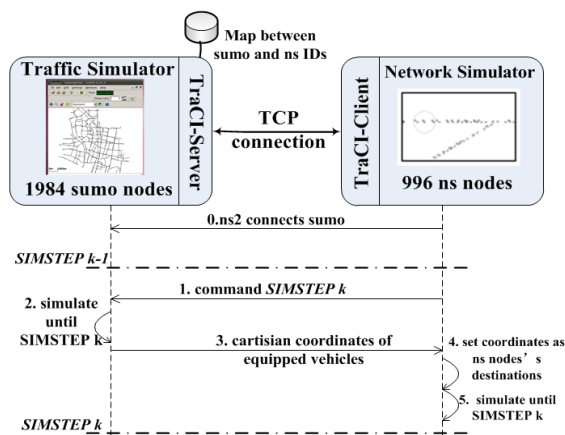 Map between
sumo and ns IDs
Traffic Simulator
TraCI-Server
1984 sumo nodes
TCP
connection
TraCI-Client
Network Simulator
996 ns nodes
0.ns2 connects sumo
SIMSTEP k-1
1. command SIMSTEP k
2. simulate
until
SIMSTEP k
3. cartisian coordinates of
equipped vehicles
4. set coordinates as
ns nodes's
destinations
5. simulate until
SIMSTEP k
SIMSTEP k